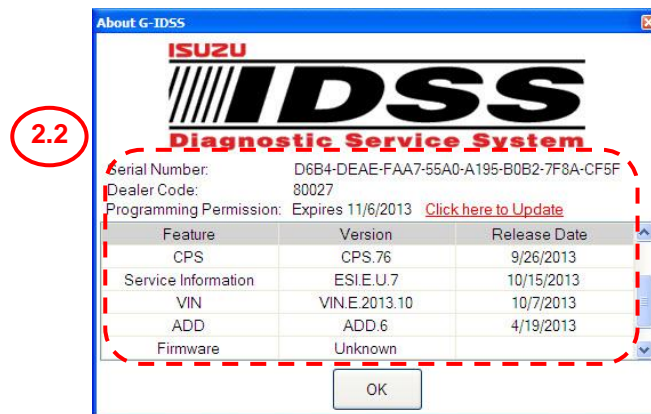 About G-IDSS
ISUZU
IDSS
Diagnostic Service System
2.2
Serial Number: D6B4-DEAE-FAA7-55A0-A195-B0B2-7F8A-CF5F
Dealer Code: 80027
Programming Permission: Expires 11/6/2013 Click here to Update
Feature Version Release Date
CPS CPS.76 9/26/2013
Service Information ESI.E.U.7 10/15/2013
VIN VIN.E.2013.10 10/7/2013
ADD ADD.6 4/19/2013
Firmware Unknown
OK